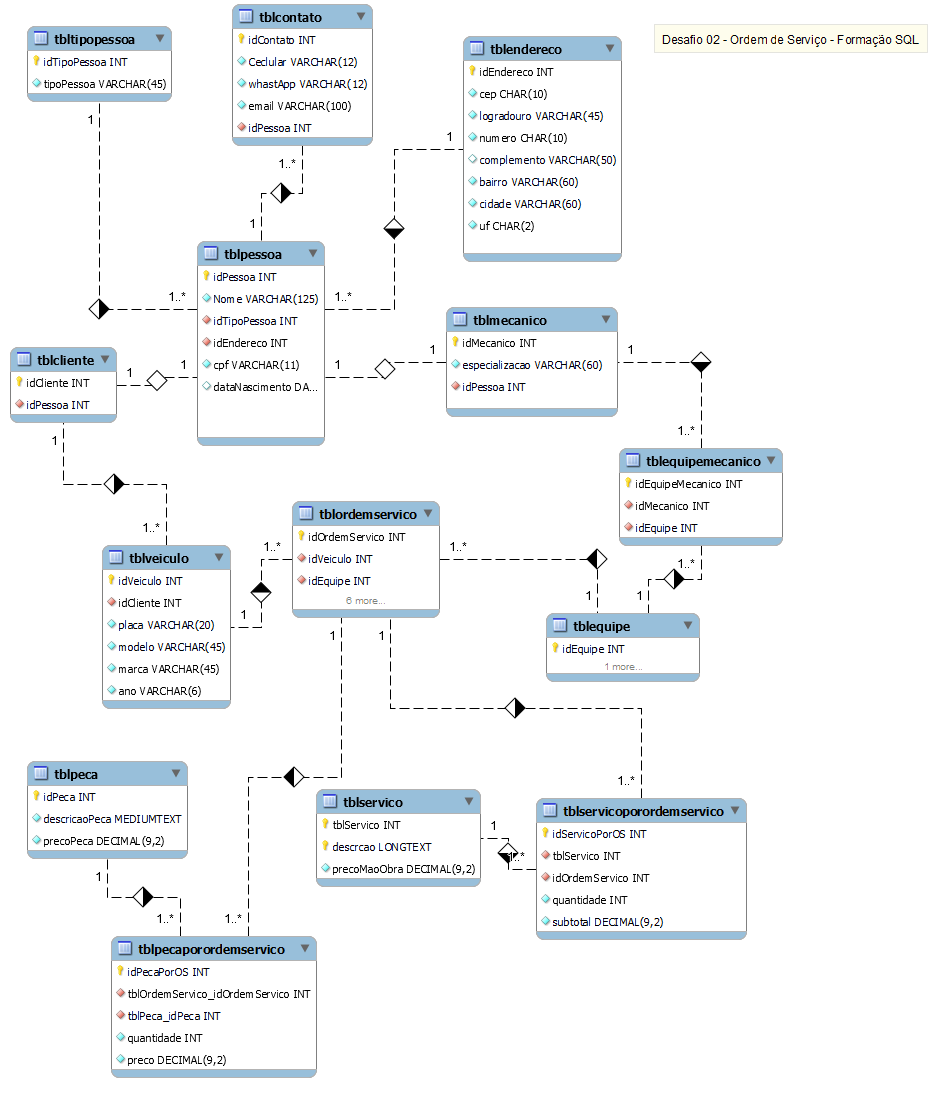 Desafio 02 - Ordem de Serviço - Formação SQL
tbltipopessoa
idTipoPessoa INT
tipoPessoa VARCHAR(45)
tblcontato
idContato INT
Ceclular VARCHAR(12)
whastApp VARCHAR(12)
email VARCHAR(100)
idPessoa INT
tblendereco
idEndereco INT
cep CHAR(10)
logradouro VARCHAR(45)
numero CHAR(10)
complemento VARCHAR(50)
bairro VARCHAR(60)
cidade VARCHAR(60)
uf CHAR(2)
1
1..*
1
1
1..*
1..*
tblpessoa
idPessoa INT
Nome VARCHAR(125)
idTipoPessoa INT
idEndereco INT
cpf VARCHAR(11)
dataNascimento DA...
tblmecanico
idMecanico INT
especializacao VARCHAR(60)
idPessoa INT
tblcliente
idCliente INT
idPessoa INT
1
1
1
1
1
1..*
1
1..*
tblequipemecanico
idEquipeMecanico INT
idMecanico INT
idEquipe INT
tblveiculo
idVeiculo INT
idCliente INT
placa VARCHAR(20)
modelo VARCHAR(45)
marca VARCHAR(45)
ano VARCHAR(6)
tblordemservico
idOrdemServico INT
idVeiculo INT
idEquipe INT
6 more...
1..*
1
1..*
1
1..*
1
tblequipe
idEquipe INT
1 more...
1
1
1..*
1..*
tblpeca
idPeca INT
descricaoPeca MEDIUMTEXT
precoPeca DECIMAL(9,2)
tblservico
tblServico INT
descrcao LONGTEXT
precoMaoObra DECIMAL(9,2)
1
1..*
tblservicoporordemservico
idServicoPorOS INT
tblServico INT
idOrdemServico INT
quantidade INT
subtotal DECIMAL(9,2)
1
1..*
tblpecaporordemservico
idPecaPorOS INT
tblOrdemServico_idOrdemServico INT
tblPeca_idPeca INT
quantidade INT
preco DECIMAL(9,2)